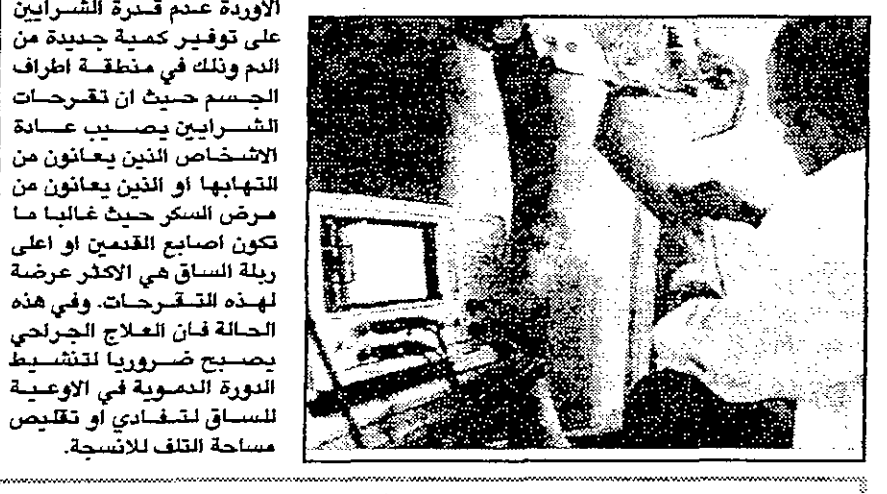 الاوردة عدم قدرة الشرايين
على توفير كمية جديدة من
الدم وذلك في منطقة اطراف
الجسم حيث ان تقرحات
الشرايين يصيب عادة
الاشخاص الذين يعانون من
التهابها او الذين يعانون من
مرض السكر حيث غالبا ما
تكون اصابع القدمين او اعلى
ربلة الساق هي الاكثر عرضة
لهذه التقرحات. وفي هذه
الحالة فان العلاج الجراحي
يصبح ضروريا لتنشيط
الدورة الدموية في الاوعية
للساق لتفادي او تقليص
مساحة التلف للانسجة.